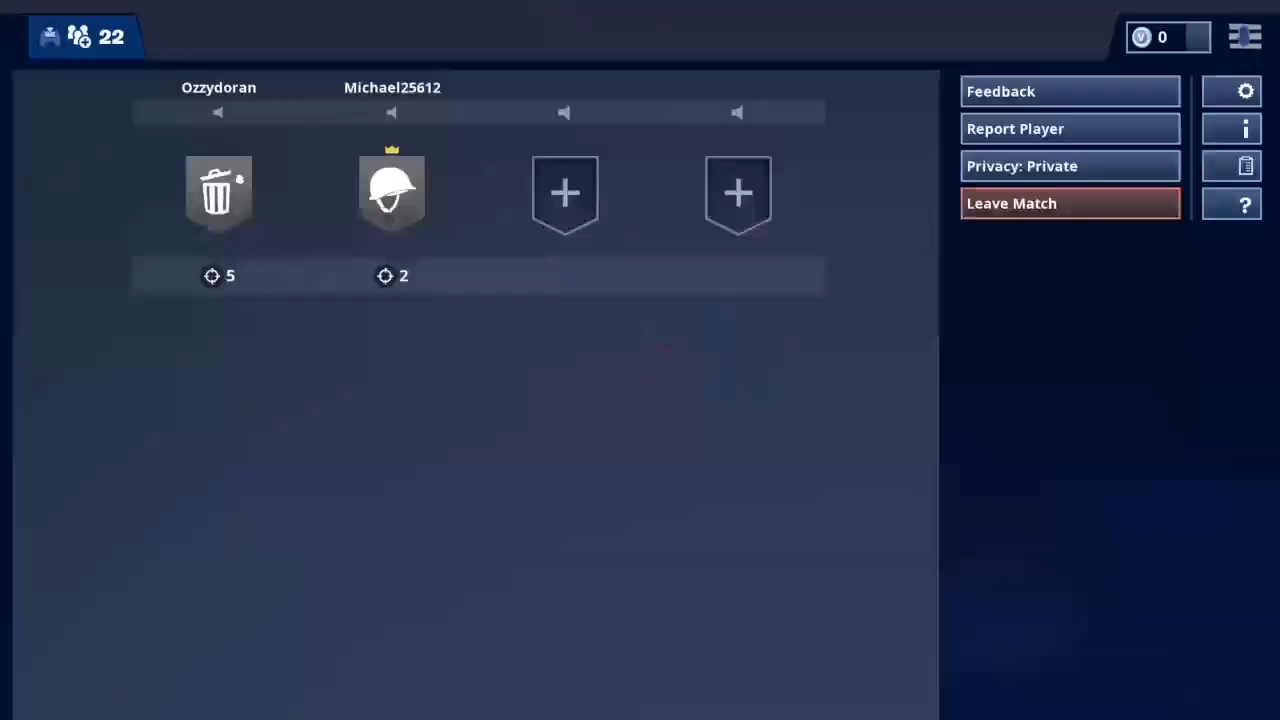 22
0
Ozzydoran
Michael25612
5
2
Feedback
Report Player
Privacy: Private
Leave Match
i
?